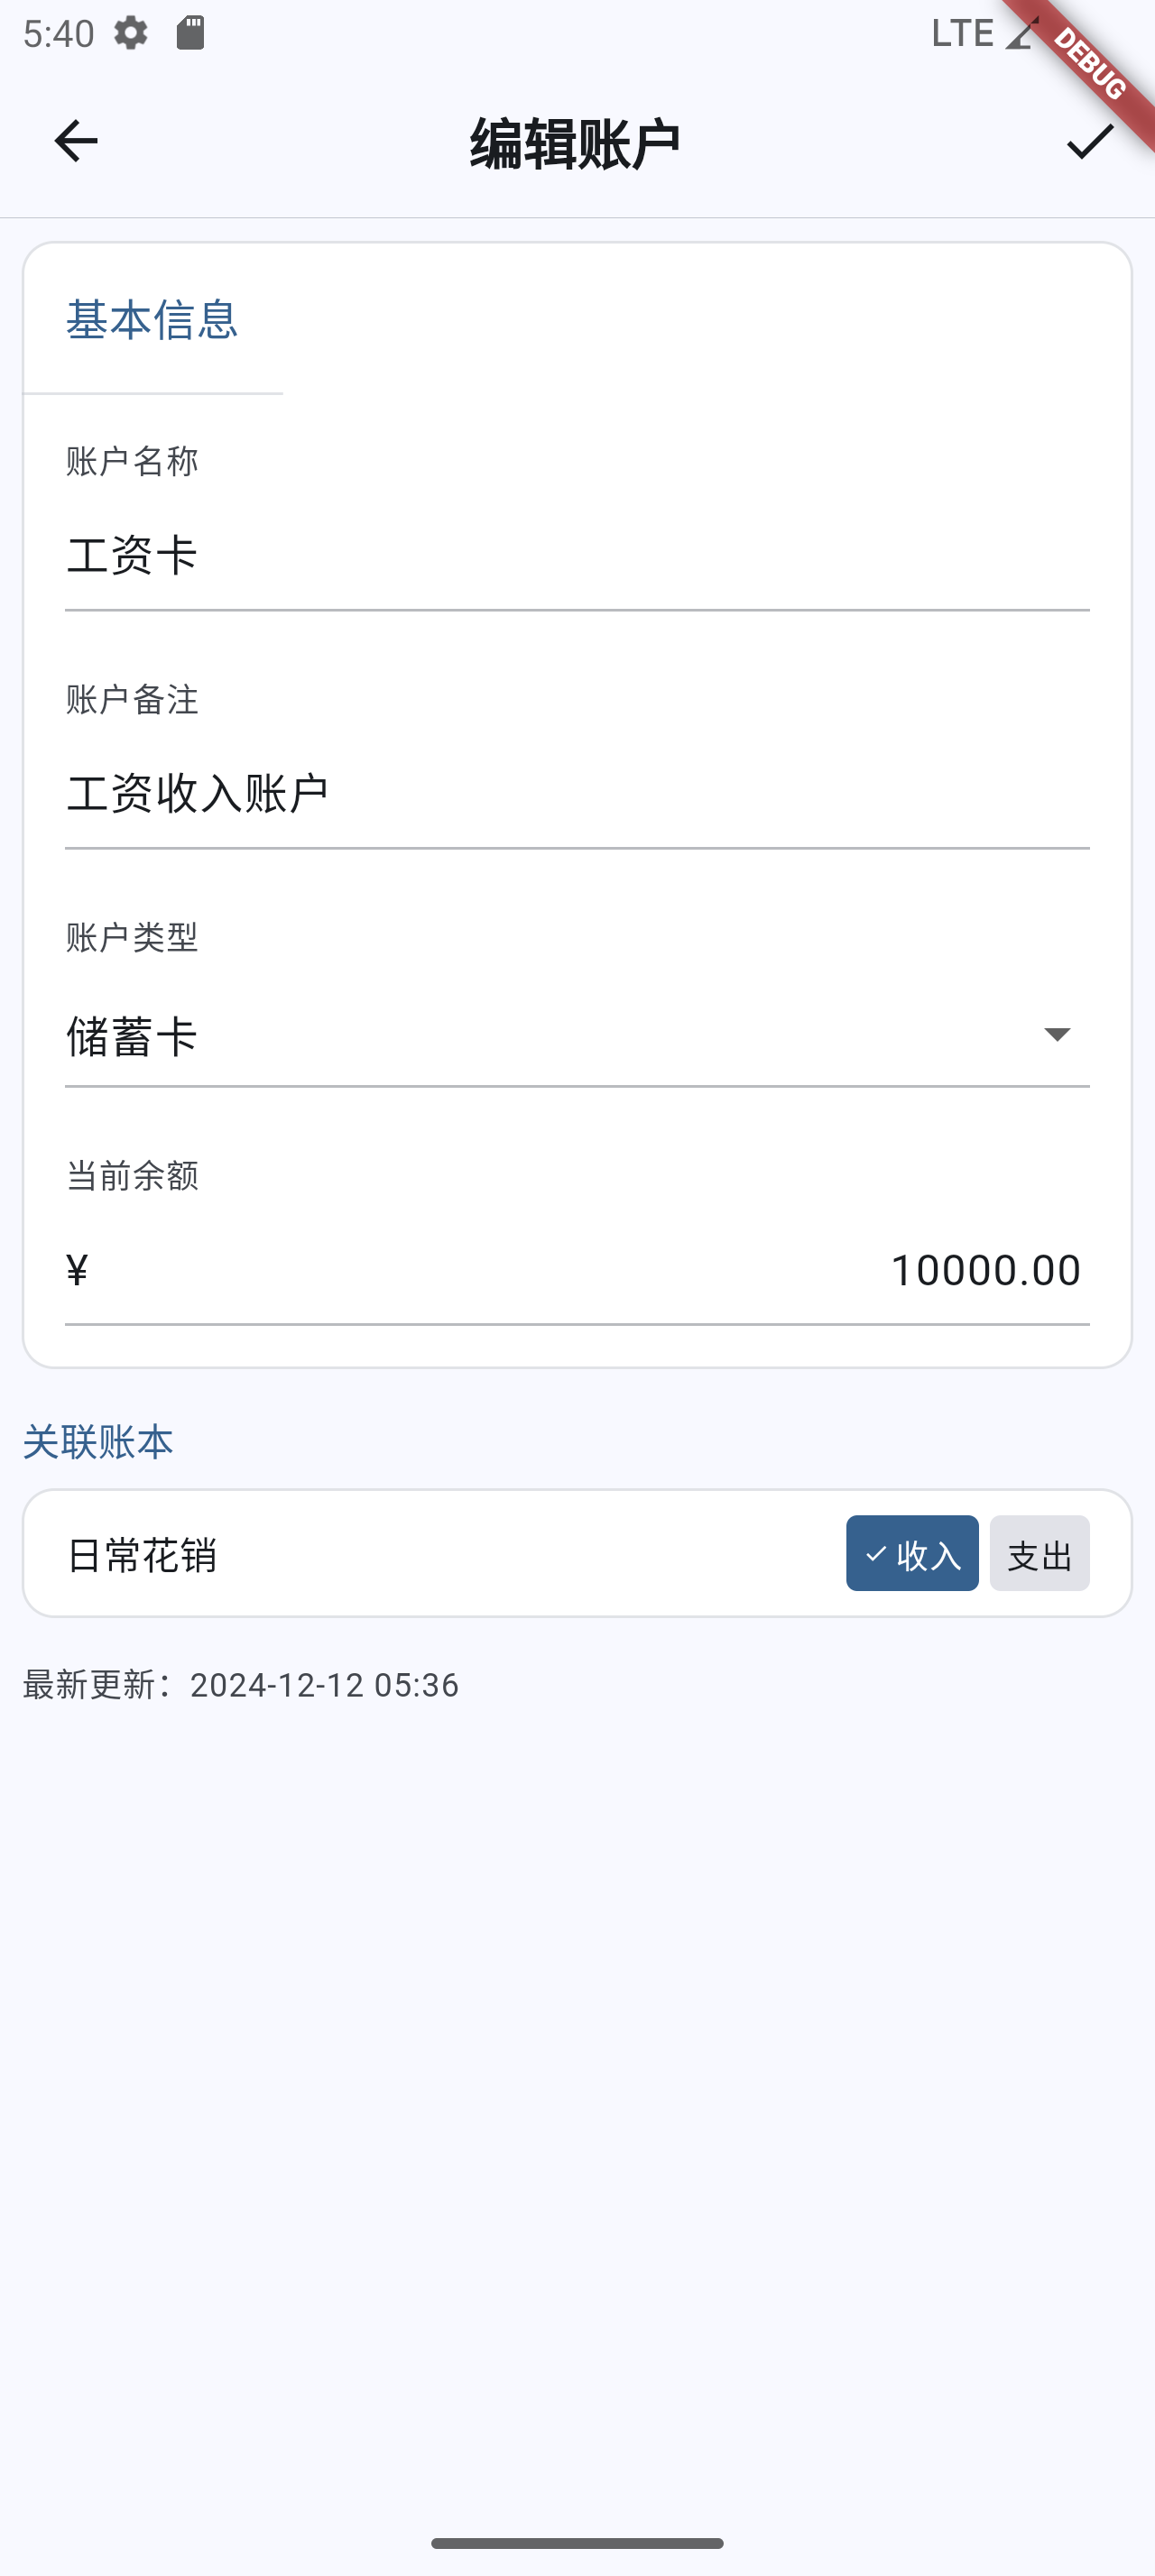 5:40
LTE
DEBUG
编辑账户
基本信息
账户名称
工资卡
账户备注
工资收入账户
账户类型
储蓄卡
当前余额
¥ 10000.00
关联账本
日常花销 收入 支出
最新更新：2024-12-12 05:36